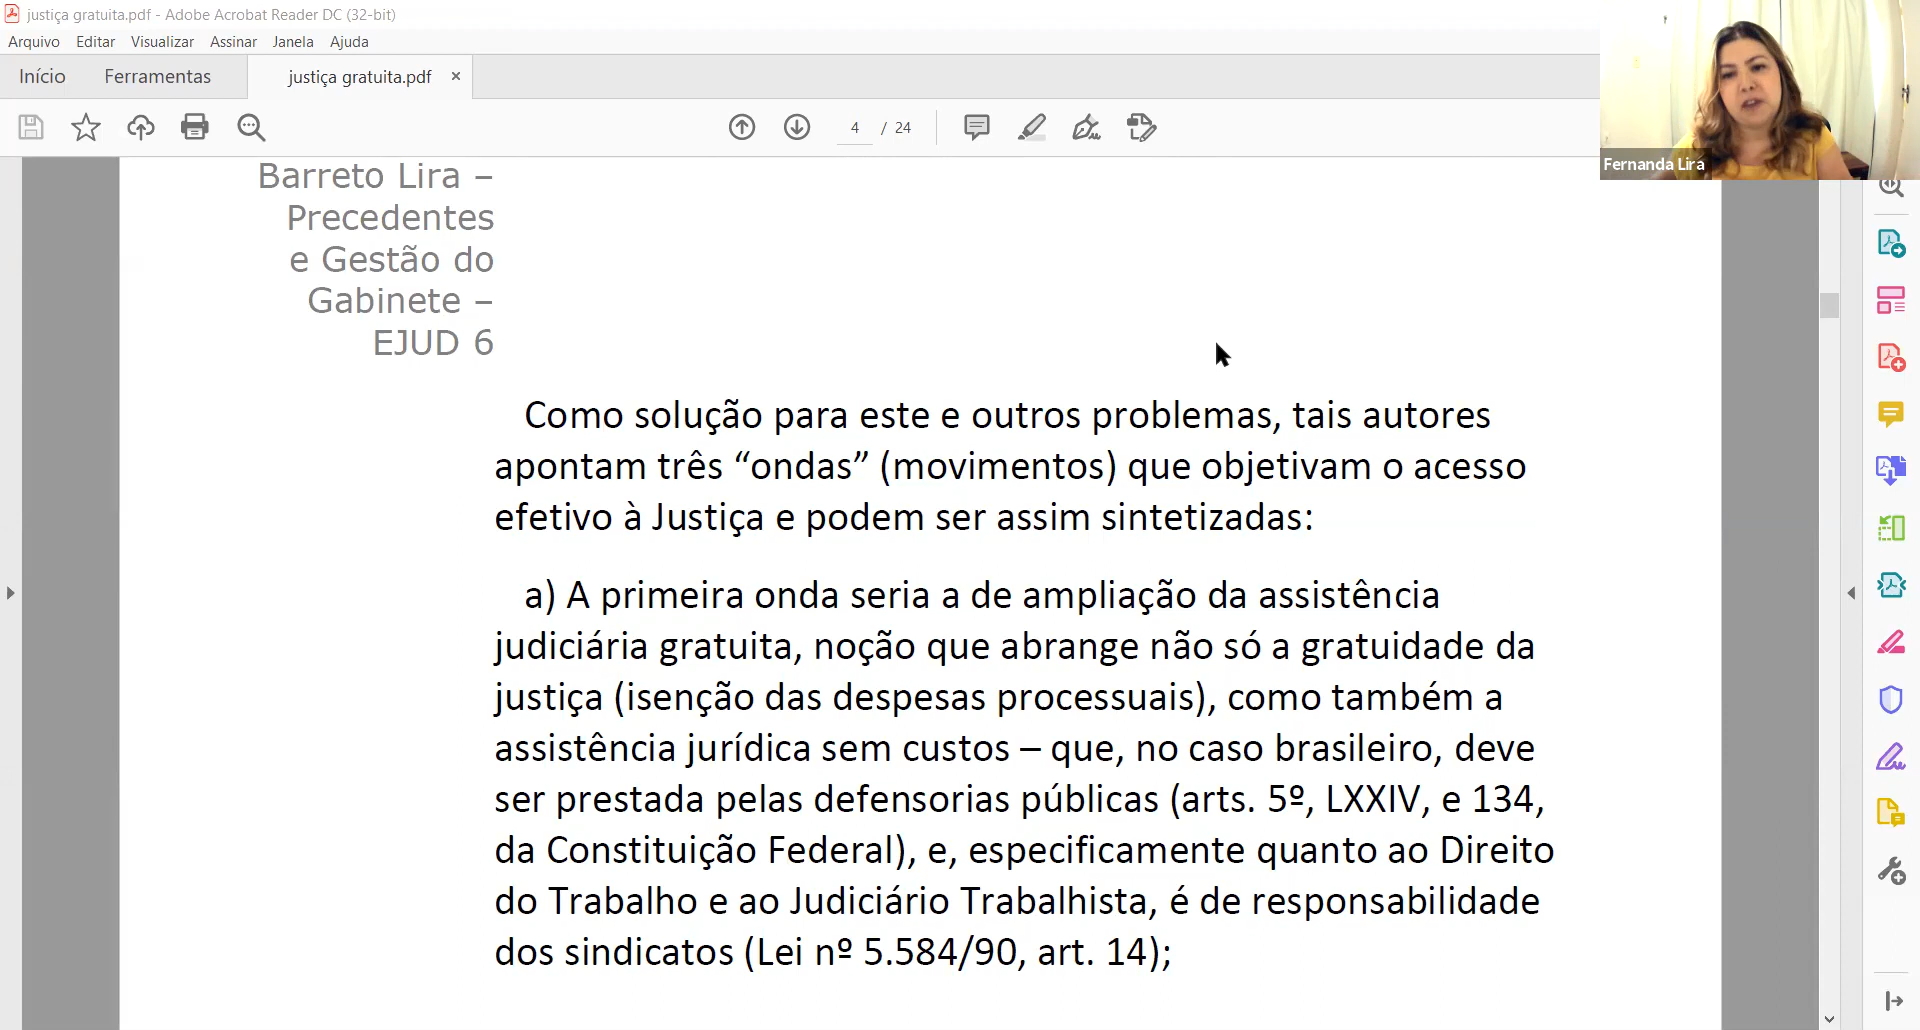 justiça gratuita.pdf - Adobe Acrobat Reader DC (32-bit)
Arquivo Editar Visualizar Assinar Janela Ajuda
Início Ferramentas justiça gratuita.pdf ×
4 / 24
Fernanda Lira
Barreto Lira –
Precedentes
e Gestão do
Gabinete –
EJUD 6
Como solução para este e outros problemas, tais autores
apontam três “ondas” (movimentos) que objetivam o acesso
efetivo à Justiça e podem ser assim sintetizadas:
a) A primeira onda seria a de ampliação da assistência
judiciária gratuita, noção que abrange não só a gratuidade da
justiça (isenção das despesas processuais), como também a
assistência jurídica sem custos – que, no caso brasileiro, deve
ser prestada pelas defensorias públicas (arts. 5º, LXXIV, e 134,
da Constituição Federal), e, especificamente quanto ao Direito
do Trabalho e ao Judiciário Trabalhista, é de responsabilidade
dos sindicatos (Lei nº 5.584/90, art. 14);